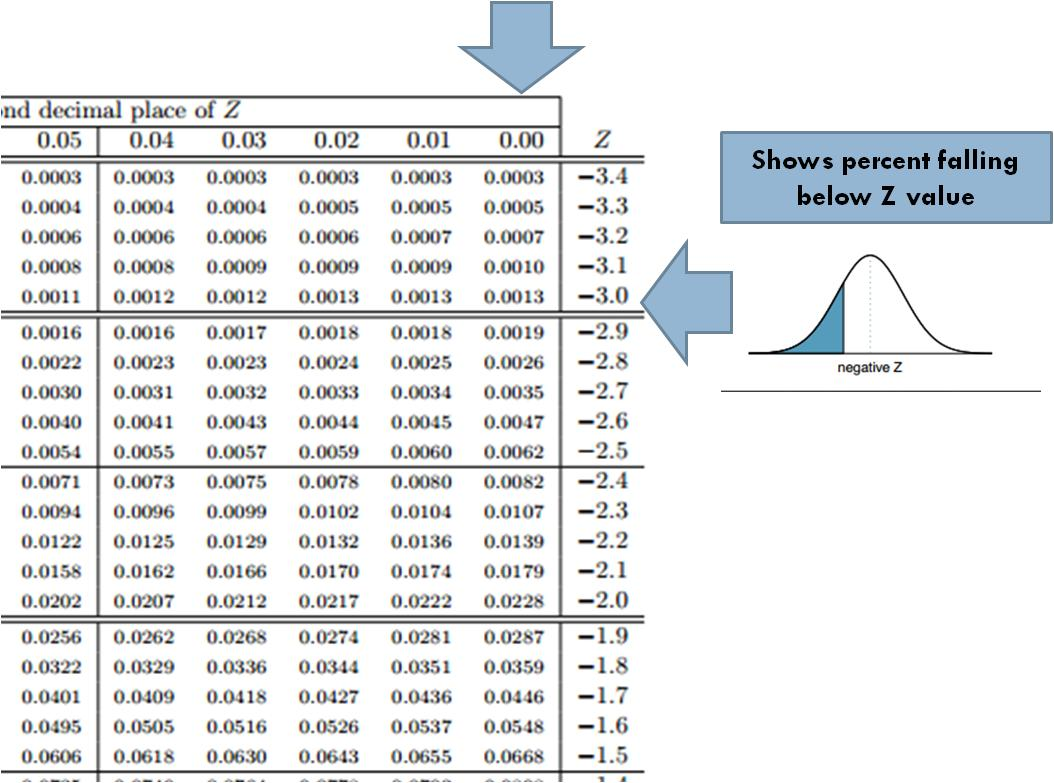 nd decimal place of Z
0.05 0.04 0.03 0.02 0.01 0.00 Z
0.0003 0.0003 0.0003 0.0003 0.0003 0.0003 −3.4
0.0004 0.0004 0.0004 0.0005 0.0005 0.0005 −3.3
0.0006 0.0006 0.0006 0.0006 0.0007 0.0007 −3.2
0.0008 0.0008 0.0009 0.0009 0.0009 0.0010 −3.1
0.0011 0.0012 0.0012 0.0013 0.0013 0.0013 −3.0
0.0016 0.0016 0.0017 0.0018 0.0018 0.0019 −2.9
0.0022 0.0023 0.0023 0.0024 0.0025 0.0026 −2.8
0.0030 0.0031 0.0032 0.0033 0.0034 0.0035 −2.7
0.0040 0.0041 0.0043 0.0044 0.0045 0.0047 −2.6
0.0054 0.0055 0.0057 0.0059 0.0060 0.0062 −2.5
0.0071 0.0073 0.0075 0.0078 0.0080 0.0082 −2.4
0.0094 0.0096 0.0099 0.0102 0.0104 0.0107 −2.3
0.0122 0.0125 0.0129 0.0132 0.0136 0.0139 −2.2
0.0158 0.0162 0.0166 0.0170 0.0174 0.0179 −2.1
0.0202 0.0207 0.0212 0.0217 0.0222 0.0228 −2.0
0.0256 0.0262 0.0268 0.0274 0.0281 0.0287 −1.9
0.0322 0.0329 0.0336 0.0344 0.0351 0.0359 −1.8
0.0401 0.0409 0.0418 0.0427 0.0436 0.0446 −1.7
0.0495 0.0505 0.0516 0.0526 0.0537 0.0548 −1.6
0.0606 0.0618 0.0630 0.0643 0.0655 0.0668 −1.5
Shows percent falling
below Z value
negative Z